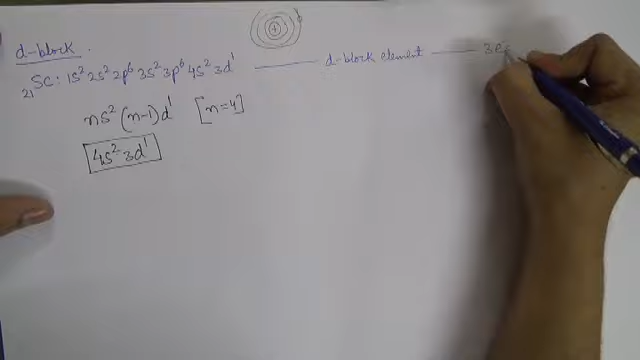 d-block.
₂₁SC: 1s² 2s² 2p⁶ 3s² 3p⁶ 4s² 3d¹ —— d-block element ——
ns² (n-1)d¹ [n=4]
4s² 3d¹